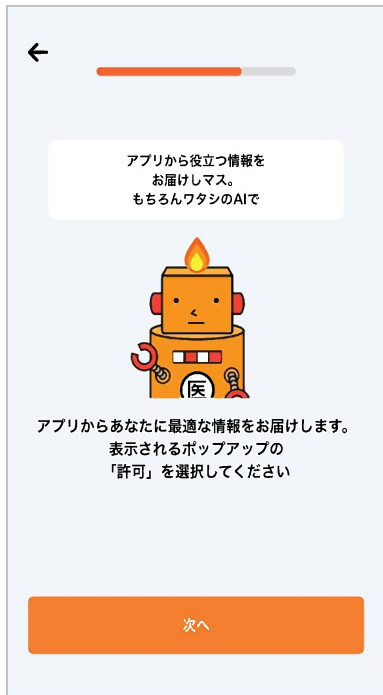 アプリから役立つ情報を
お届けしマス。
もちろんワタシのAIで
医
アプリからあなたに最適な情報をお届けします。
表示されるポップアップの
「許可」を選択してください
次へ